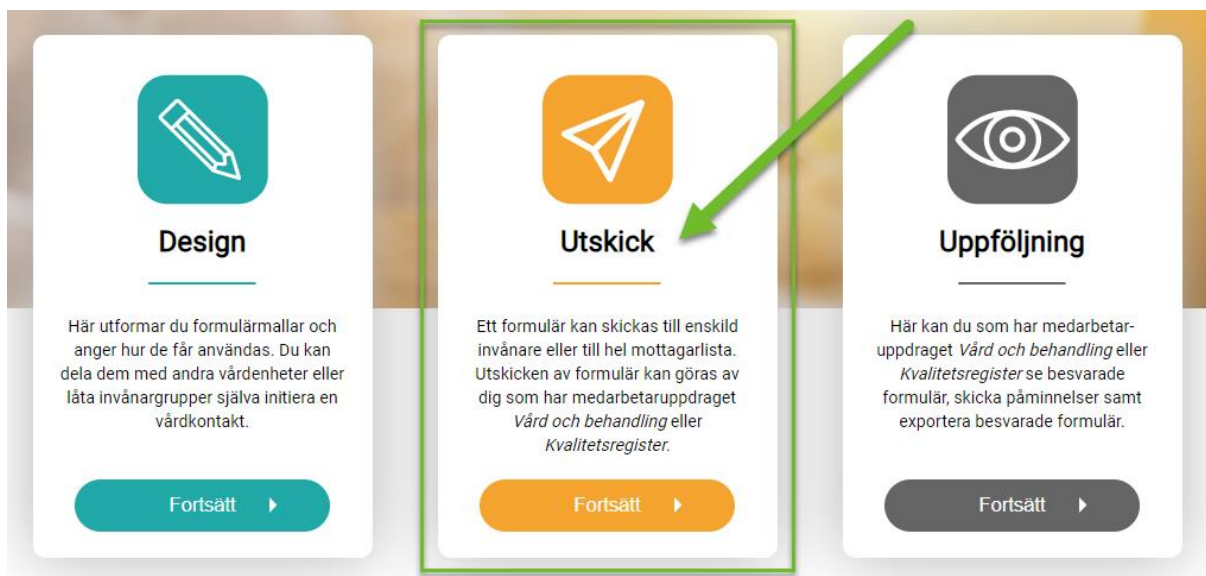 Design
Här utformar du formulärmallar och
anger hur de får användas. Du kan
dela dem med andra vårdenheter eller
låta invånargrupper själva initiera en
vårdkontakt.
Fortsätt
Utskick
Ett formulär kan skickas till enskild
invånare eller till hel mottagarlista.
Utskicken av formulär kan göras av
dig som har medarbetaruppdraget
Vård och behandling eller
Kvalitetsregister.
Fortsätt
Uppföljning
Här kan du som har medarbetar-
uppdraget Vård och behandling eller
Kvalitetsregister se besvarade
formulär, skicka påminnelser samt
exportera besvarade formulär.
Fortsätt